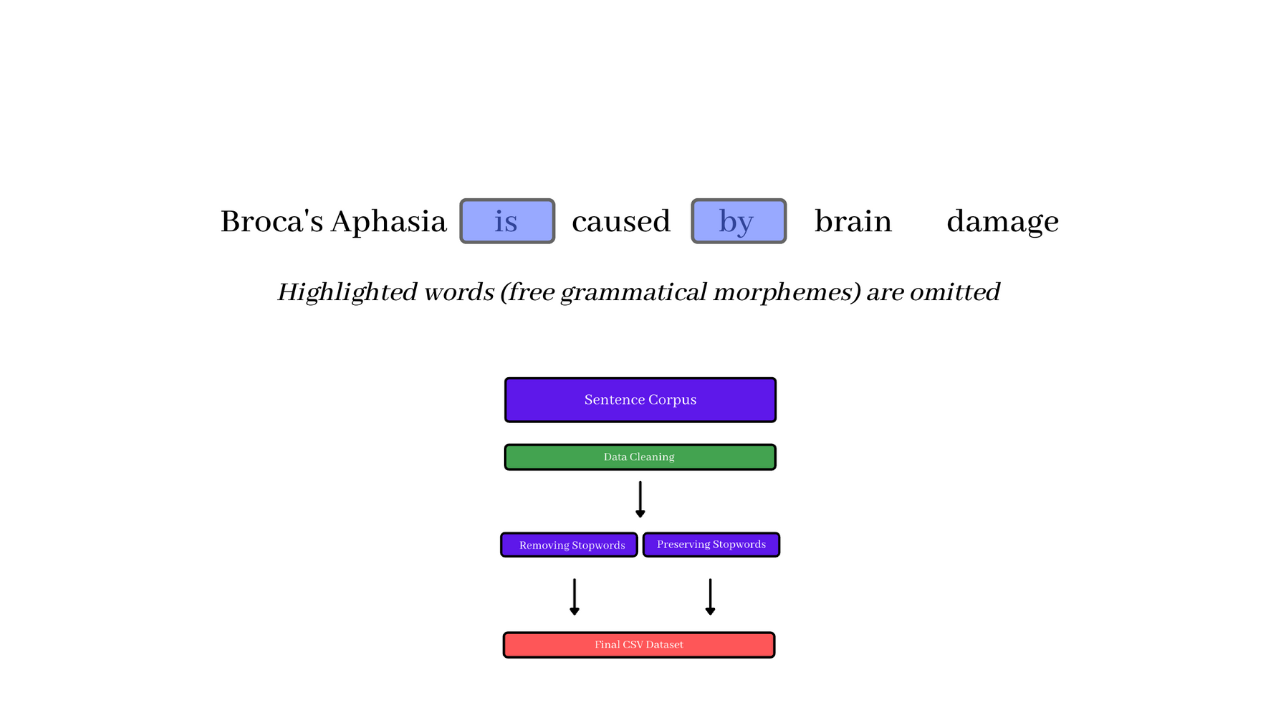 Broca's Aphasia is caused by brain damage
Highlighted words (free grammatical morphemes) are omitted
Sentence Corpus
Data Cleaning
Removing Stopwords Preserving Stopwords
Final CSV Dataset